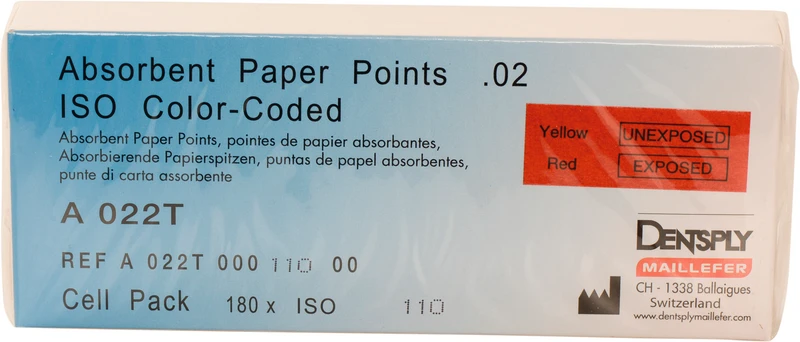 Absorbent Paper Points .02
ISO Color-Coded
Absorbent Paper Points, pointes de papier absorbantes,
Absorbierende Papierspitzen, puntas de papel absorbentes,
punte di carta assorbente
A 022T
REF A 022T 000 110 00
Cell Pack 180 x ISO 110
Yellow UNEXPOSED
Red EXPOSED
DENTSPLY
MAILLEFER
CH - 1338 Ballaigues
Switzerland
www.dentsplymaillefer.com